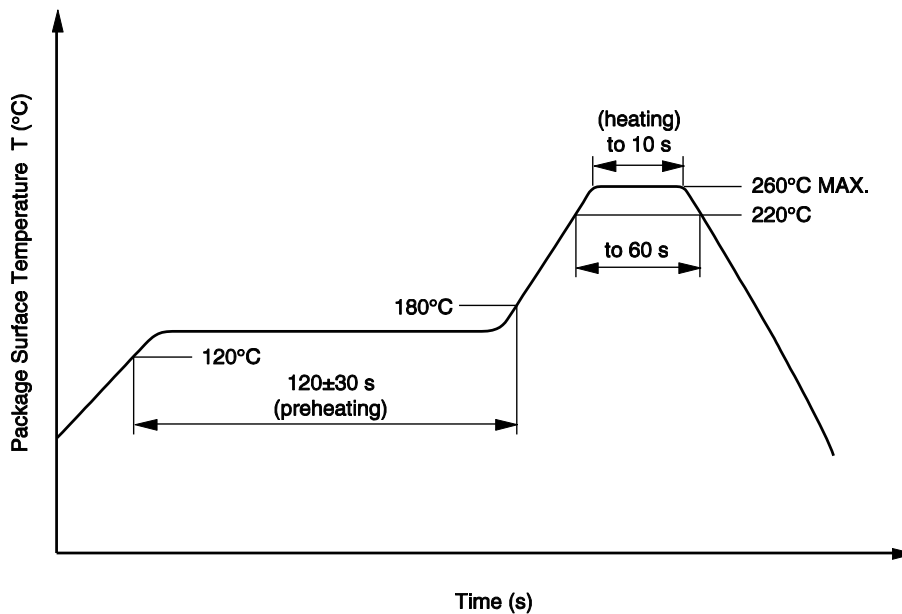 Package Surface Temperature T (°C)
(heating)
to 10 s
260°C MAX.
220°C
to 60 s
180°C
120°C
120±30 s
(preheating)
Time (s)